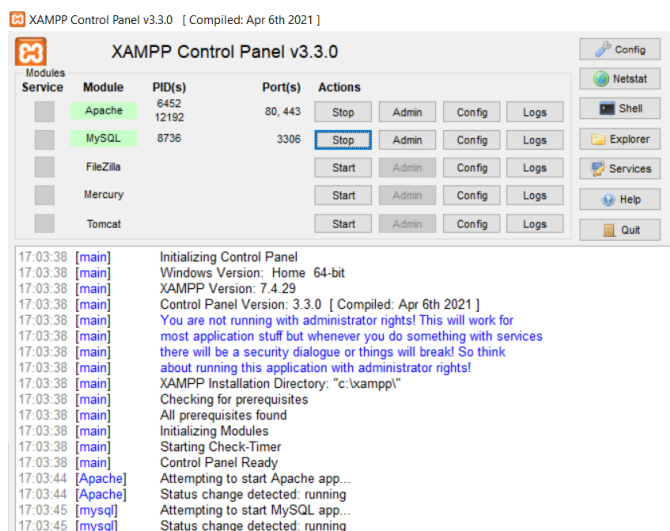 XAMPP Control Panel v3.3.0 [ Compiled: Apr 6th 2021 ]
XAMPP Control Panel v3.3.0
Config
Modules
Service Module PID(s) Port(s) Actions
Netstat
Apache 6452 12192 80, 443 Stop Admin Config Logs
Shell
MySQL 8736 3306 Stop Admin Config Logs
Explorer
FileZilla Start Admin Config Logs
Services
Mercury Start Admin Config Logs
Help
Tomcat Start Admin Config Logs
Quit
17:03:38 [main] Initializing Control Panel
17:03:38 [main] Windows Version: Home 64-bit
17:03:38 [main] XAMPP Version: 7.4.29
17:03:38 [main] Control Panel Version: 3.3.0 [ Compiled: Apr 6th 2021 ]
17:03:38 [main] You are not running with administrator rights! This will work for
17:03:38 [main] most application stuff but whenever you do something with services
17:03:38 [main] there will be a security dialogue or things will break! So think
17:03:38 [main] about running this application with administrator rights!
17:03:38 [main] XAMPP Installation Directory: "c:\xampp\"
17:03:38 [main] Checking for prerequisites
17:03:38 [main] All prerequisites found
17:03:38 [main] Initializing Modules
17:03:38 [main] Starting Check-Timer
17:03:38 [main] Control Panel Ready
17:03:44 [Apache] Attempting to start Apache app...
17:03:44 [Apache] Status change detected: running
17:03:45 [mysql] Attempting to start MySQL app...
17:03:45 [mysql] Status change detected: running